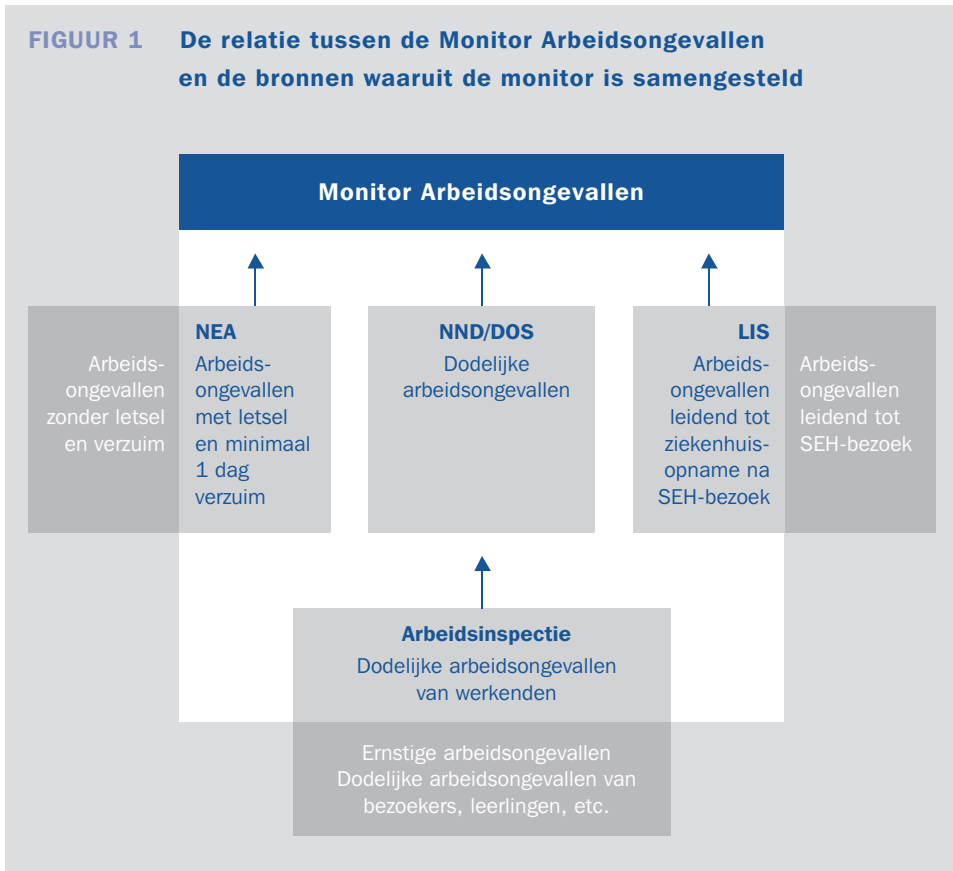 FIGUUR 1 De relatie tussen de Monitor Arbeidsongevallen
en de bronnen waaruit de monitor is samengesteld
Monitor Arbeidsongevallen
Arbeids-
ongevallen
zonder letsel
en verzuim
NEA
Arbeids-
ongevallen
met letsel
en minimaal
1 dag
verzuim
NND/DOS
Dodelijke
arbeidsongevallen
LIS
Arbeids-
ongevallen
leidend tot
ziekenhuis-
opname na
SEH-bezoek
Arbeids-
ongevallen
leidend tot
SEH-bezoek
Arbeidsinspectie
Dodelijke arbeidsongevallen
van werkenden
Ernstige arbeidsongevallen
Dodelijke arbeidsongevallen van
bezoekers, leerlingen, etc.